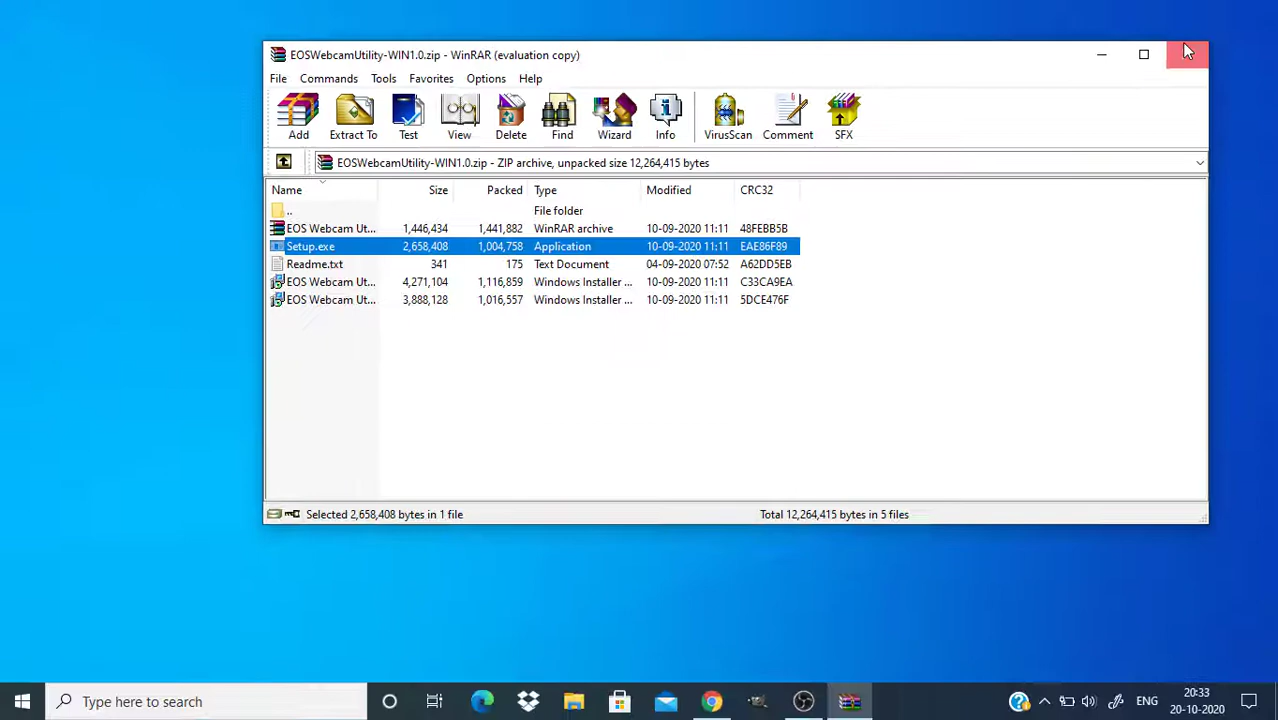 EOSWebcamUtility-WIN1.0.zip - WinRAR (evaluation copy)
File Commands Tools Favorites Options Help
Add Extract To Test View Delete Find Wizard Info VirusScan Comment SFX
EOSWebcamUtility-WIN1.0.zip - ZIP archive, unpacked size 12,264,415 bytes
Name Size Packed Type Modified CRC32
.. File folder
EOS Webcam Ut... 1,446,434 1,441,882 WinRAR archive 10-09-2020 11:11 48FEBB5B
Setup.exe 2,658,408 1,004,758 Application 10-09-2020 11:11 EAE86F89
Readme.txt 341 175 Text Document 04-09-2020 07:52 A62DD5EB
EOS Webcam Ut... 4,271,104 1,116,859 Windows Installer ... 10-09-2020 11:11 C33CA9EA
EOS Webcam Ut... 3,888,128 1,016,557 Windows Installer ... 10-09-2020 11:11 5DCE476F
Selected 2,658,408 bytes in 1 file Total 12,264,415 bytes in 5 files
Type here to search ENG 20:33
20-10-2020